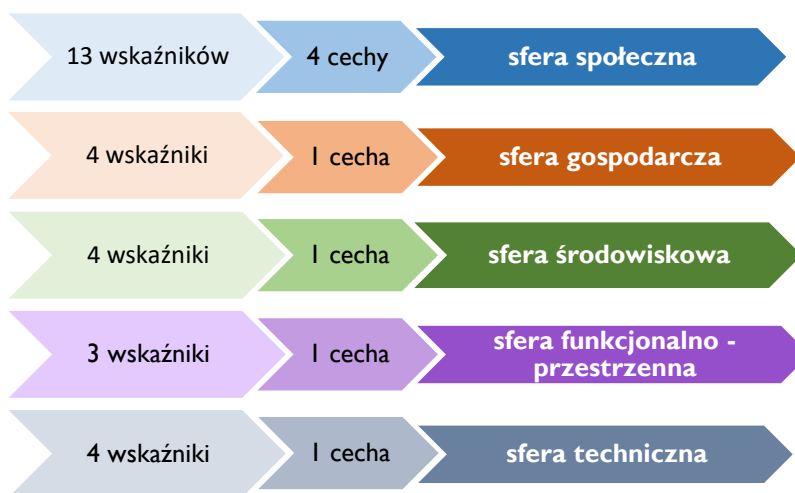 13 wskaźników
4 cechy
sfera społeczna
4 wskaźniki
1 cecha
sfera gospodarcza
4 wskaźniki
1 cecha
sfera środowiskowa
3 wskaźniki
1 cecha
sfera funkcjonalno -
przestrzenna
4 wskaźniki
1 cecha
sfera techniczna